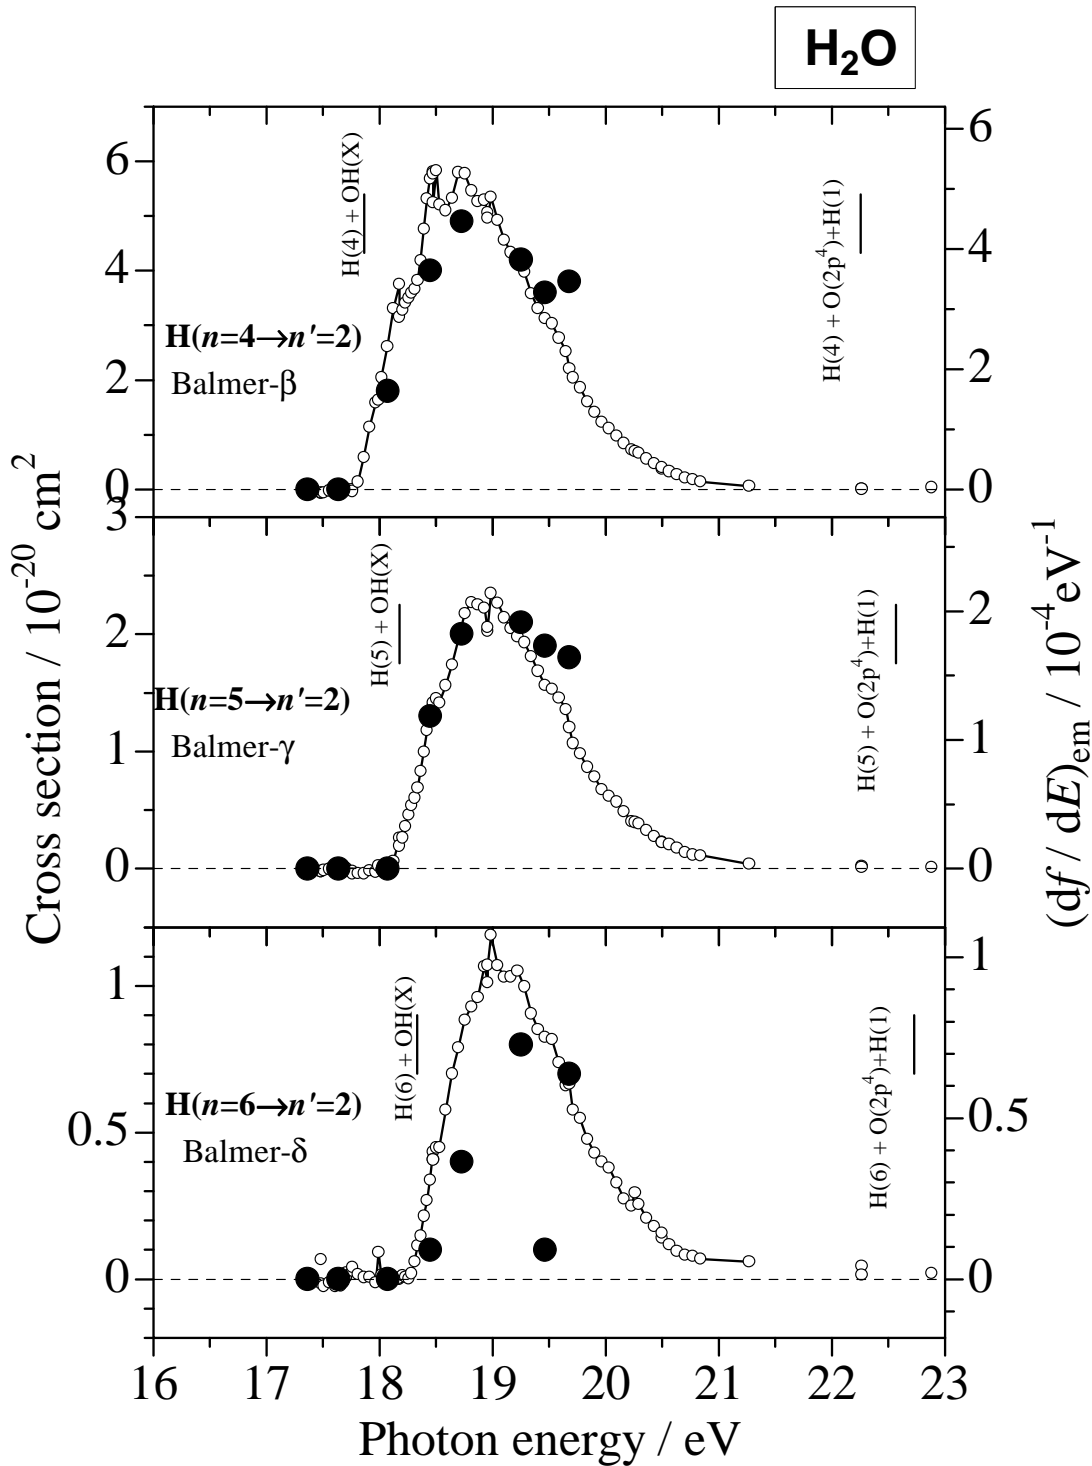 H₂O
Cross section / 10⁻²⁰ cm²
(df / dE)em / 10⁻⁴ eV⁻¹
6
4
2
0
6
4
2
0
H(4) + OH(X)
H(4) + O(2p⁴)+H(1)
H(n=4→n'=2)
Balmer-β
3
2
1
0
2
1
0
H(5) + OH(X)
H(5) + O(2p⁴)+H(1)
H(n=5→n'=2)
Balmer-γ
1
0.5
0
1
0.5
0
H(6) + OH(X)
H(6) + O(2p⁴)+H(1)
H(n=6→n'=2)
Balmer-δ
16 17 18 19 20 21 22 23
Photon energy / eV